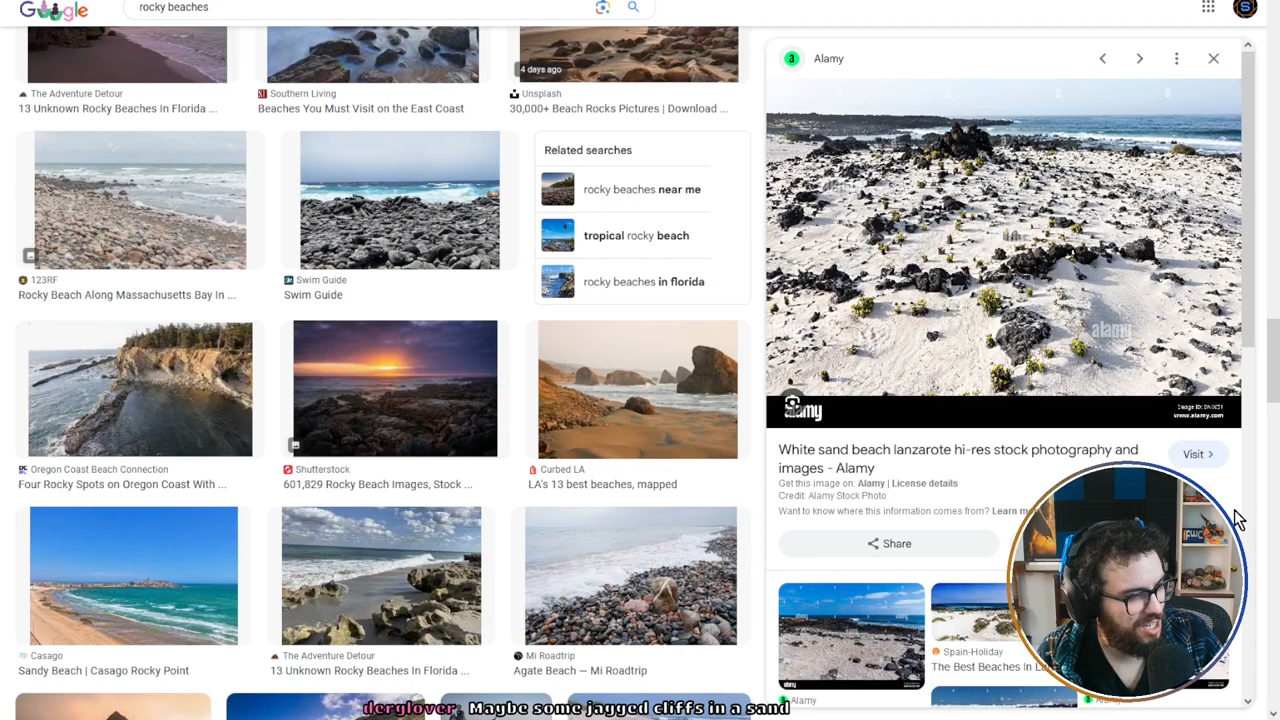 Google
rocky beaches
4 days ago
The Adventure Detour
13 Unknown Rocky Beaches In Florida ...
Southern Living
Beaches You Must Visit on the East Coast
Unsplash
30,000+ Beach Rocks Pictures | Download ...
123RF
Rocky Beach Along Massachusetts Bay In ...
Swim Guide
Swim Guide
Related searches
rocky beaches near me
tropical rocky beach
rocky beaches in florida
Oregon Coast Beach Connection
Four Rocky Spots on Oregon Coast With ...
Shutterstock
601,829 Rocky Beach Images, Stock ...
Curbed LA
LA's 13 best beaches, mapped
Casago
Sandy Beach | Casago Rocky Point
The Adventure Detour
13 Unknown Rocky Beaches In Florida ...
Mi Roadtrip
Agate Beach — Mi Roadtrip
a
Alamy
alamy
alamy
www.alamy.com
White sand beach lanzarote hi-res stock photography and
images - Alamy
Visit
Get this image on: Alamy | License details
Credit: Alamy Stock Photo
Want to know where this information comes from? Learn
Share
Spain-Holiday
The Best Beaches In
Alamy
derglover: Maybe some jagged cliffs in a sand